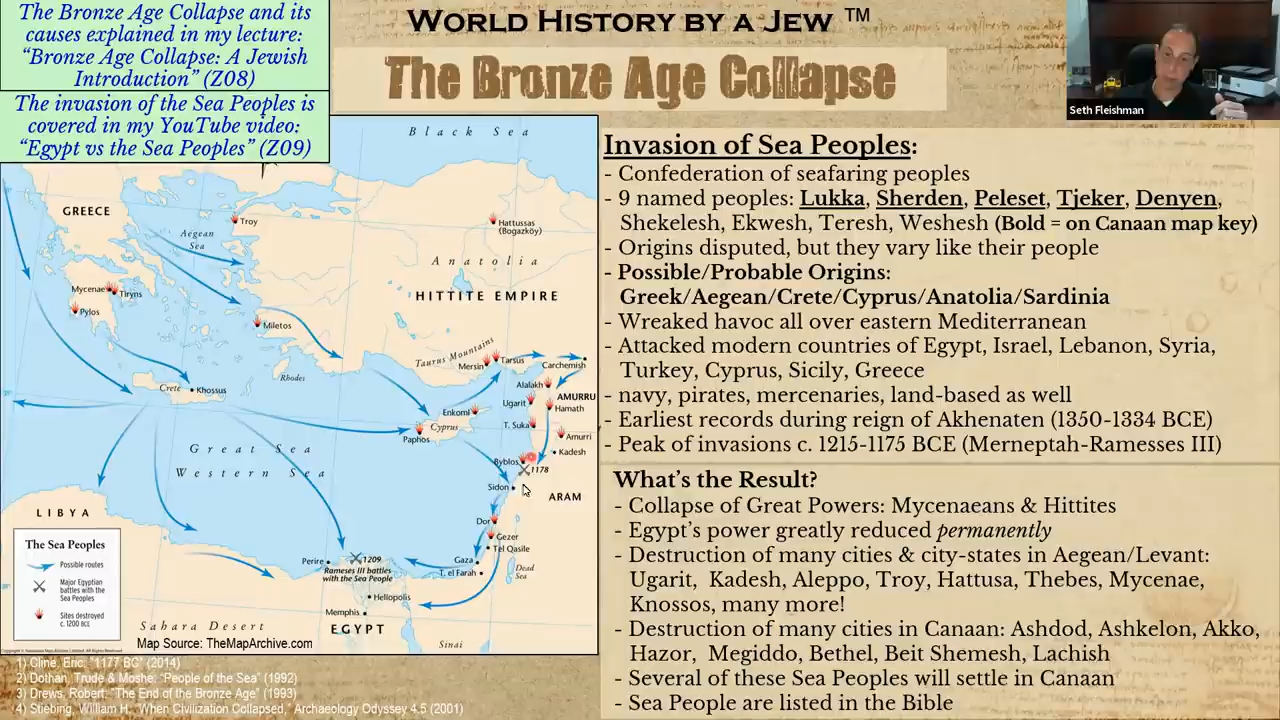 The Bronze Age Collapse and its
causes explained in my lecture:
“Bronze Age Collapse: A Jewish
Introduction” (Z08)
The invasion of the Sea Peoples is
covered in my YouTube video:
“Egypt vs the Sea Peoples” (Z09)
World History by a Jew ™
The Bronze Age Collapse
Seth Fleishman
Black Sea
GREECE
Troy
Hattussas
(Bogazköy)
Aegean
Sea
Anatolia
HITTITE EMPIRE
Mycenae
Tiryns
Pylos
Miletos
Taurus Mountains
Tarsus
Mersin
Carchemish
Rhodes
Crete
Khossus
Alalakh
AMURRU
Ugarit
Hamath
Enkomi
T. Suka
Cyprus
Paphos
Amurri
Great Sea
Kadesh
Byblos
1178
Western Sea
Sidon
ARAM
LIBYA
Dor
Gezer
Tel Qasile
The Sea Peoples
Possible routes
Major Egyptian
battles with the
Sea Peoples
Sites destroyed
c. 1200 BCE
Perire
1209
Rameses III battles
with the Sea People
Gaza
T. el Farah
Dead
Sea
Heliopolis
Memphis
EGYPT
Sahara Desert
Sinai
Map Source: TheMapArchive.com
1) Cline, Eric: "1177 BC" (2014)
2) Dothan, Trude & Moshe: "People of the Sea" (1992)
3) Drews, Robert: "The End of the Bronze Age" (1993)
4) Stiebing, William H. "When Civilization Collapsed," Archaeology Odyssey 4.5 (2001)
Invasion of Sea Peoples:
- Confederation of seafaring peoples
- 9 named peoples: Lukka, Sherden, Peleset, Tjeker, Denyen,
Shekelesh, Ekwesh, Teresh, Weshesh (Bold = on Canaan map key)
- Origins disputed, but they vary like their people
- Possible/Probable Origins:
Greek/Aegean/Crete/Cyprus/Anatolia/Sardinia
- Wreaked havoc all over eastern Mediterranean
- Attacked modern countries of Egypt, Israel, Lebanon, Syria,
Turkey, Cyprus, Sicily, Greece
- navy, pirates, mercenaries, land-based as well
- Earliest records during reign of Akhenaten (1350-1334 BCE)
- Peak of invasions c. 1215-1175 BCE (Merneptah-Ramesses III)
What’s the Result?
- Collapse of Great Powers: Mycenaeans & Hittites
- Egypt’s power greatly reduced permanently
- Destruction of many cities & city-states in Aegean/Levant:
Ugarit, Kadesh, Aleppo, Troy, Hattusa, Thebes, Mycenae,
Knossos, many more!
- Destruction of many cities in Canaan: Ashdod, Ashkelon, Akko,
Hazor, Megiddo, Bethel, Beit Shemesh, Lachish
- Several of these Sea Peoples will settle in Canaan
- Sea People are listed in the Bible